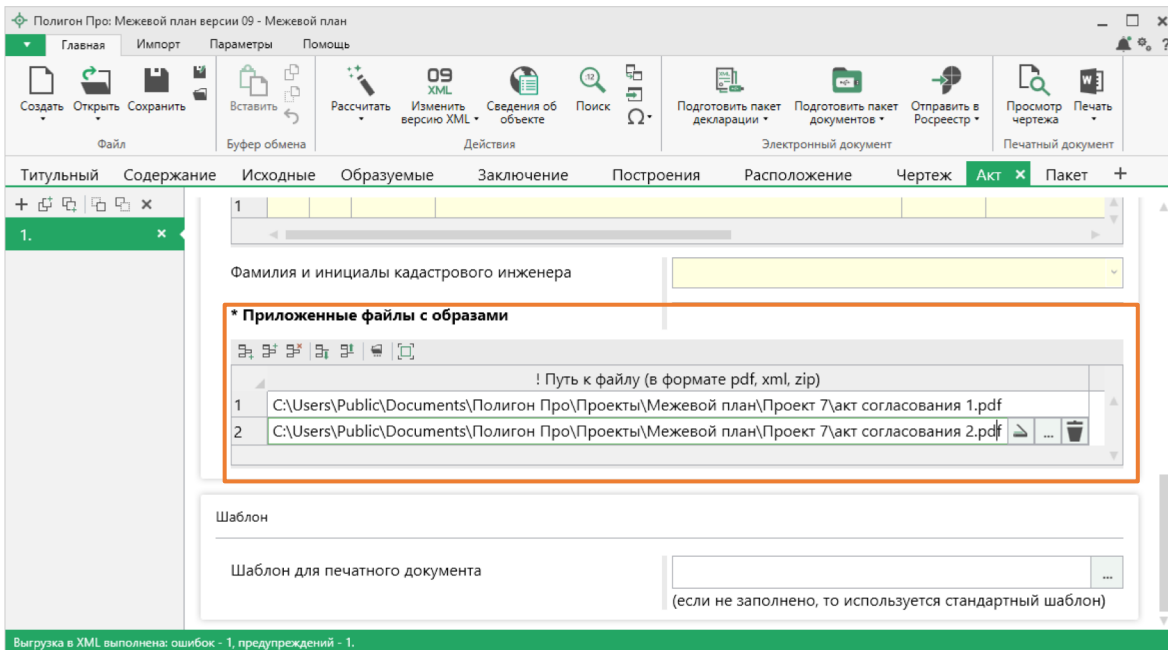 Полигон Про: Межевой план версии 09 - Межевой план
Главная Импорт Параметры Помощь
Создать Открыть Сохранить Вставить Рассчитать 09 XML Изменить версию XML Сведения об объекте 12 Поиск Ω Подготовить пакет декларации Подготовить пакет документов Отправить в Росреестр Просмотр чертежа W Печать
Файл Буфер обмена Действия Электронный документ Печатный документ
Титульный Содержание Исходные Образуемые Заключение Построения Расположение Чертеж Акт Пакет
1
1.
Фамилия и инициалы кадастрового инженера
* Приложенные файлы с образами
! Путь к файлу (в формате pdf, xml, zip)
1 C:\Users\Public\Documents\Полигон Про\Проекты\Межевой план\Проект 7\акт согласования 1.pdf
2 C:\Users\Public\Documents\Полигон Про\Проекты\Межевой план\Проект 7\акт согласования 2.pdf ...
Шаблон
Шаблон для печатного документа ...
(если не заполнено, то используется стандартный шаблон)
Выгрузка в XML выполнена: ошибок - 1, предупреждений - 1.